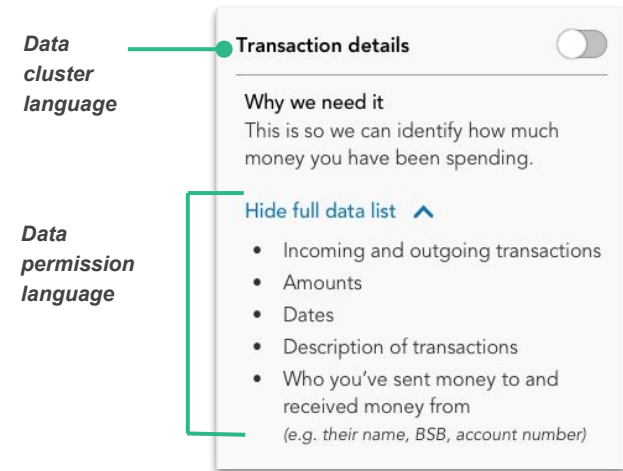 Data
cluster
language
Transaction details
Why we need it
This is so we can identify how much
money you have been spending.
Hide full data list
Data
permission
language
• Incoming and outgoing transactions
• Amounts
• Dates
• Description of transactions
• Who you've sent money to and
received money from
(e.g. their name, BSB, account number)